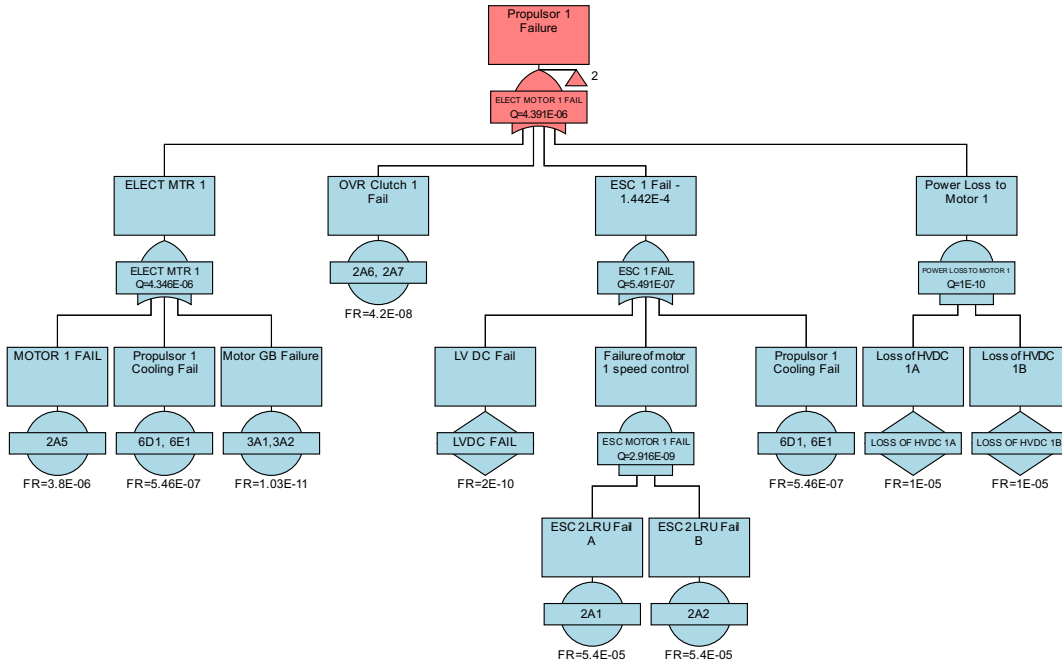 Propulsor 1
Failure
2
ELECT MOTOR 1 FAIL
Q=4.391E-06
ELECT MTR 1
OVR Clutch 1
Fail
ESC 1 Fail -
1.442E-4
Power Loss to
Motor 1
ELECT MTR 1
Q=4.346E-06
2A6, 2A7
FR=4.2E-08
ESC 1 FAIL
Q=5.491E-07
POWER LOSS TO MOTOR 1
Q=1E-10
MOTOR 1 FAIL
Propulsor 1
Cooling Fail
Motor GB Failure
LV DC Fail
Failure of motor
1 speed control
Propulsor 1
Cooling Fail
Loss of HVDC
1A
Loss of HVDC
1B
2A5
FR=3.8E-06
6D1, 6E1
FR=5.46E-07
3A1,3A2
FR=1.03E-11
LVDC FAIL
FR=2E-10
ESC MOTOR 1 FAIL
Q=2.916E-09
6D1, 6E1
FR=5.46E-07
LOSS OF HVDC 1A
FR=1E-05
LOSS OF HVDC 1B
FR=1E-05
ESC 2 LRU Fail
A
ESC 2 LRU Fail
B
2A1
FR=5.4E-05
2A2
FR=5.4E-05